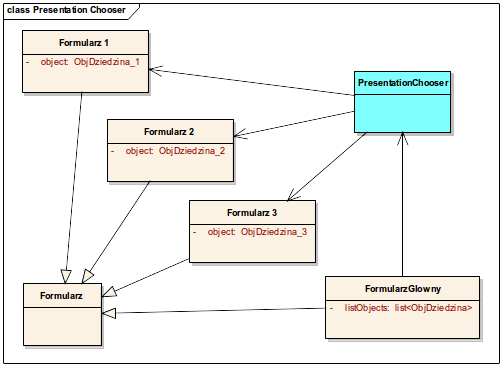 class Presentation Chooser
Formularz 1
- object: ObjDziedzina_1
PresentationChooser
Formularz 2
- object: ObjDziedzina_2
Formularz 3
- object: ObjDziedzina_3
Formularz
FormularzGlowny
- listObjects: list<ObjDziedzina>